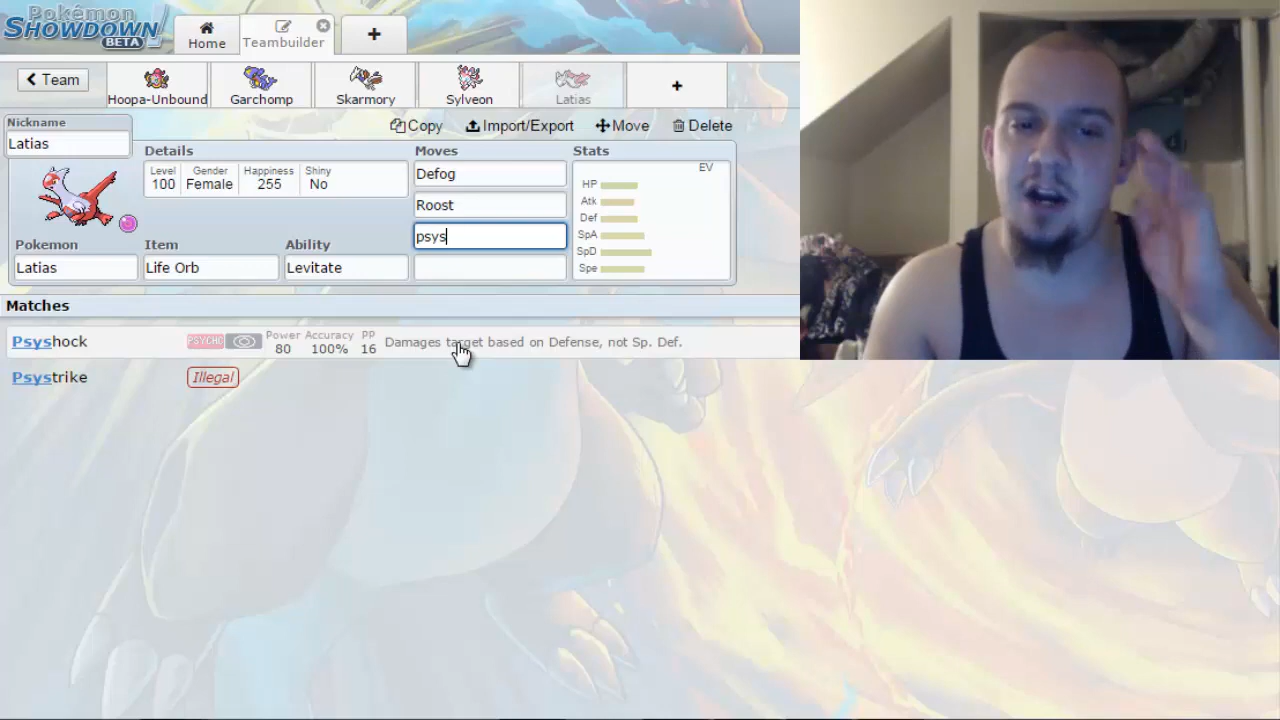 Pokémon
SHOWDOWN!
BETA
Home
Teambuilder
+
Team
Hoopa-Unbound
Garchomp
Skarmory
Sylveon
Latias
+
Copy Import/Export Move Delete
Nickname
Latias
Details
Level Gender Happiness Shiny
100 Female 255 No
Pokemon Item Ability
Latias Life Orb Levitate
Moves
Defog
Roost
psys
Stats
EV
HP
Atk
Def
SpA
SpD
Spe
Matches
Psyshock PSYCHC Power Accuracy PP Damages target based on Defense, not Sp. Def.
80 100% 16
Psystrike Illegal